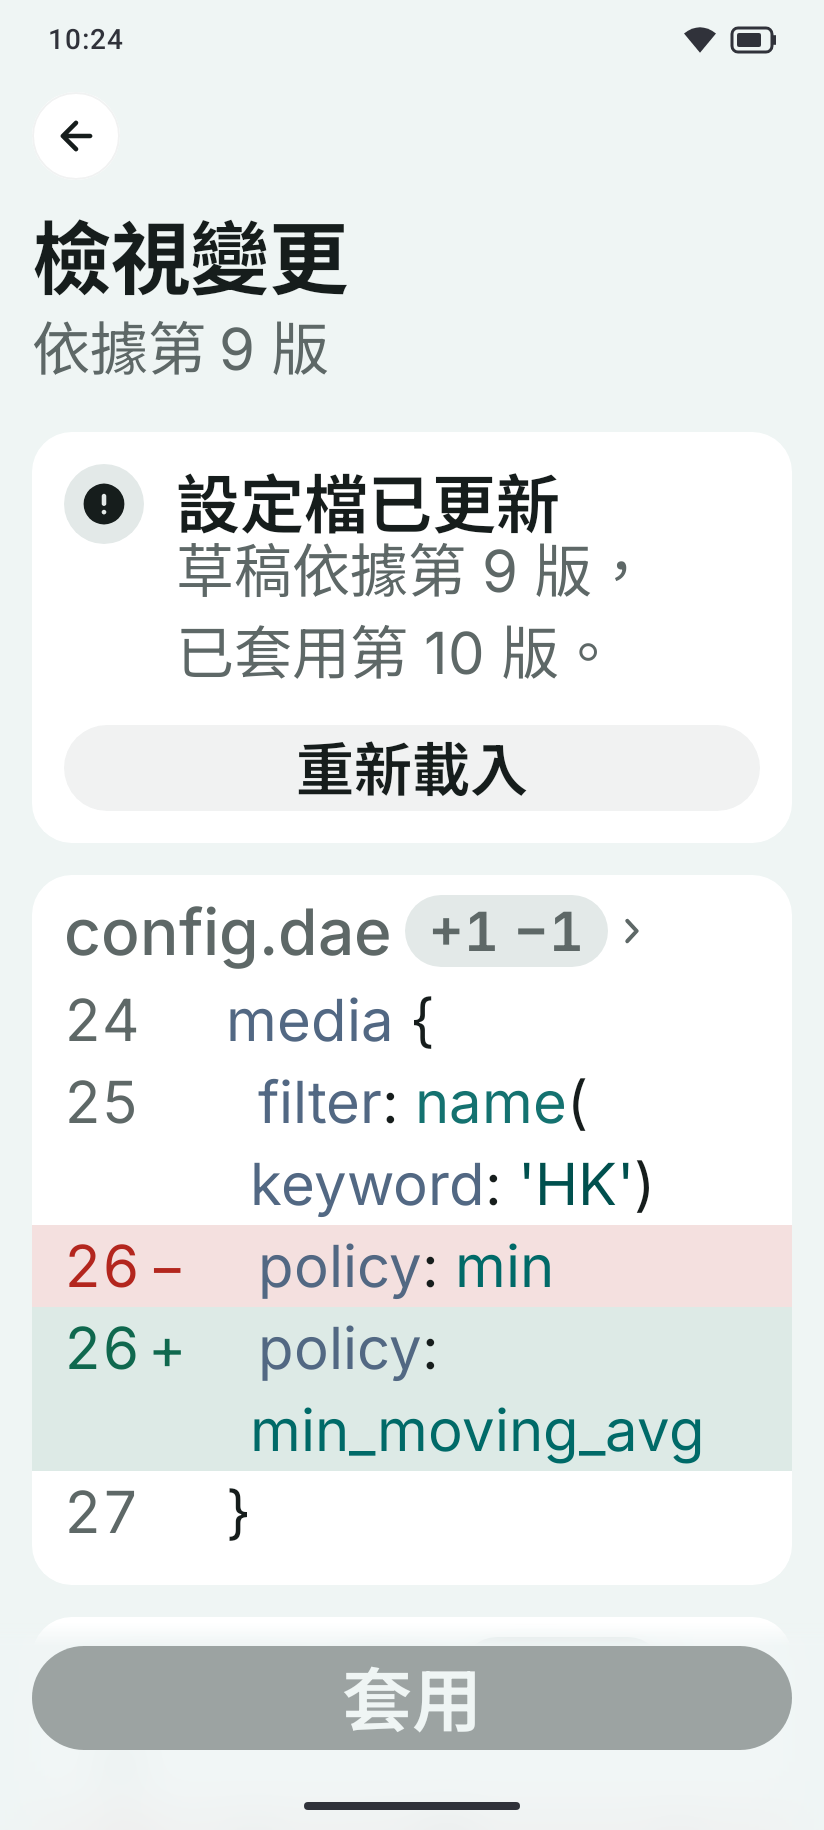 10:24
檢視變更
依據第 9 版
設定檔已更新
草稿依據第 9 版，
已套用第 10 版。
重新載入
config.dae +1 −1
24 media {
25 filter: name(
keyword: 'HK')
26 − policy: min
26 + policy:
min_moving_avg
27 }
套用